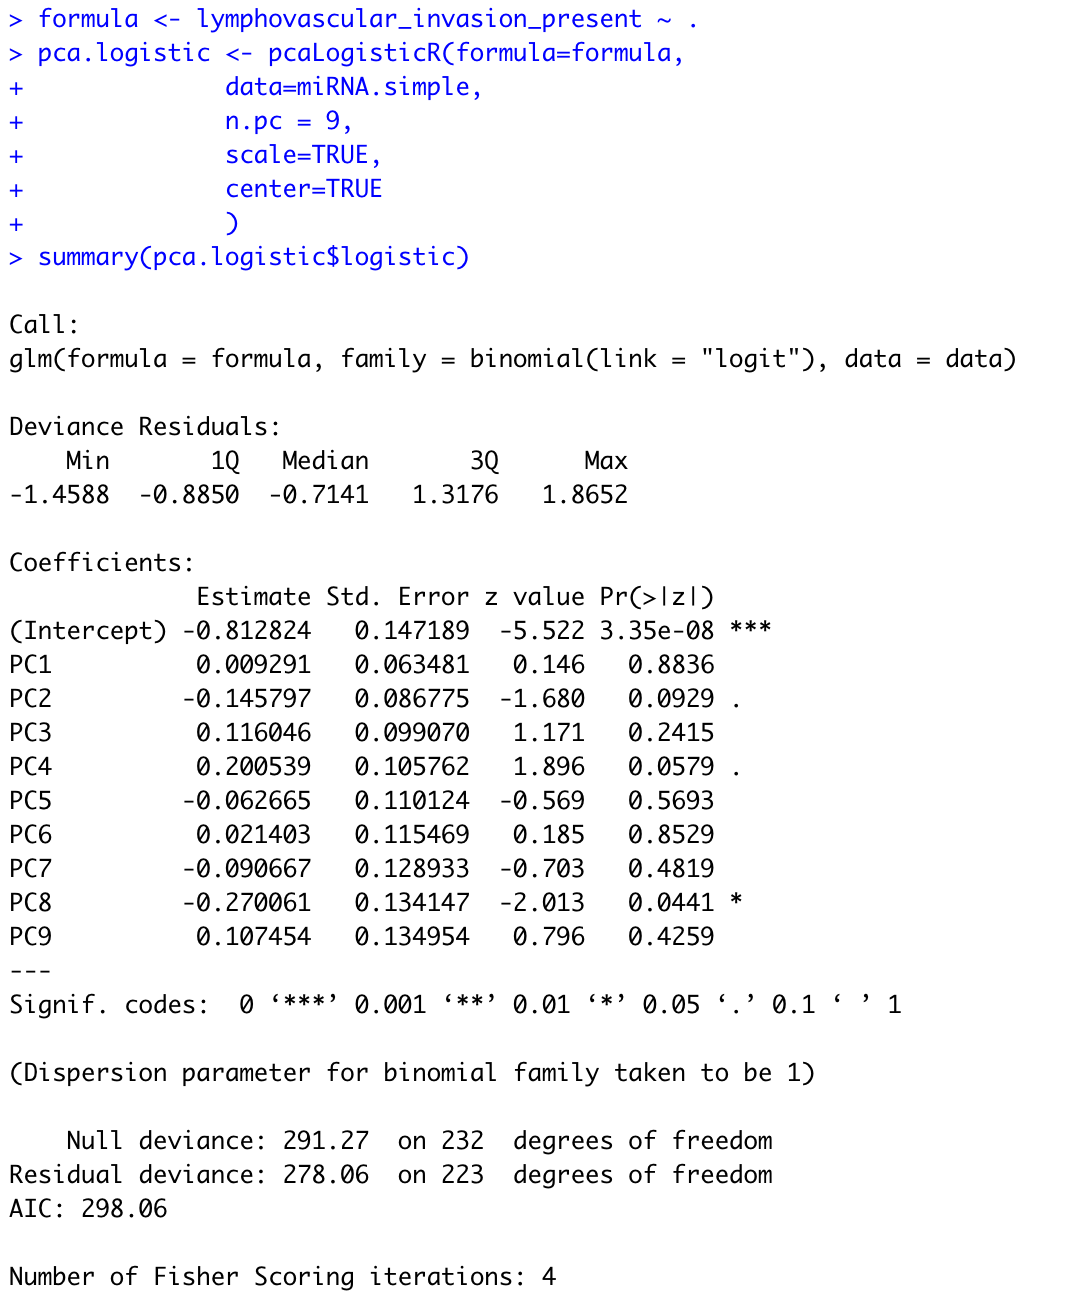 > formula <- lymphovascular_invasion_present ~ .
> pca.logistic <- pcaLogisticR(formula=formula,
+              data=miRNA.simple,
+              n.pc = 9,
+              scale=TRUE,
+              center=TRUE
+              )
> summary(pca.logistic$logistic)

Call:
glm(formula = formula, family = binomial(link = "logit"), data = data)

Deviance Residuals:
    Min       1Q   Median       3Q      Max
-1.4588  -0.8850  -0.7141   1.3176   1.8652

Coefficients:
             Estimate Std. Error z value Pr(>|z|)
(Intercept) -0.812824   0.147189  -5.522 3.35e-08 ***
PC1          0.009291   0.063481   0.146   0.8836
PC2         -0.145797   0.086775  -1.680   0.0929 .
PC3          0.116046   0.099070   1.171   0.2415
PC4          0.200539   0.105762   1.896   0.0579 .
PC5         -0.062665   0.110124  -0.569   0.5693
PC6          0.021403   0.115469   0.185   0.8529
PC7         -0.090667   0.128933  -0.703   0.4819
PC8         -0.270061   0.134147  -2.013   0.0441 *
PC9          0.107454   0.134954   0.796   0.4259
---
Signif. codes:  0 ‘***’ 0.001 ‘**’ 0.01 ‘*’ 0.05 ‘.’ 0.1 ‘ ’ 1

(Dispersion parameter for binomial family taken to be 1)

    Null deviance: 291.27  on 232  degrees of freedom
Residual deviance: 278.06  on 223  degrees of freedom
AIC: 298.06

Number of Fisher Scoring iterations: 4